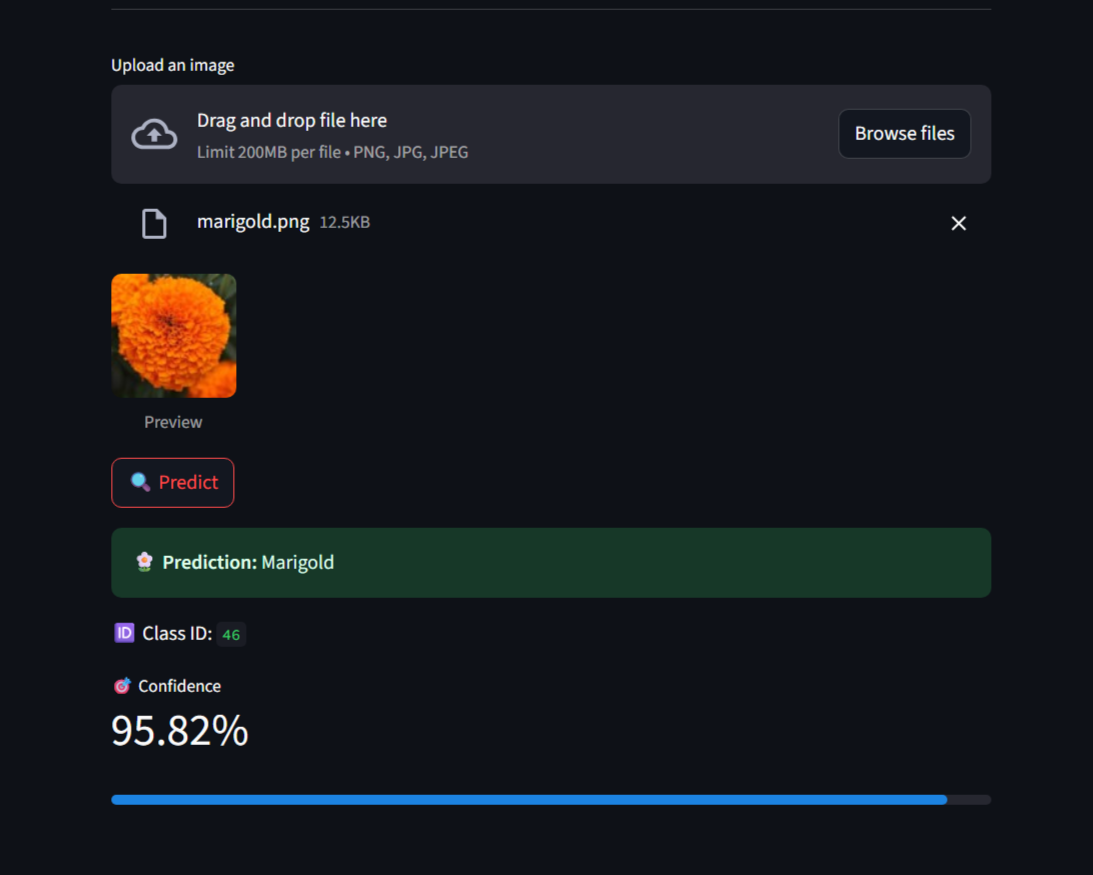 Upload an image
Drag and drop file here
Limit 200MB per file • PNG, JPG, JPEG
Browse files
marigold.png 12.5KB
Preview
Predict
Prediction: Marigold
ID Class ID: 46
Confidence
95.82%